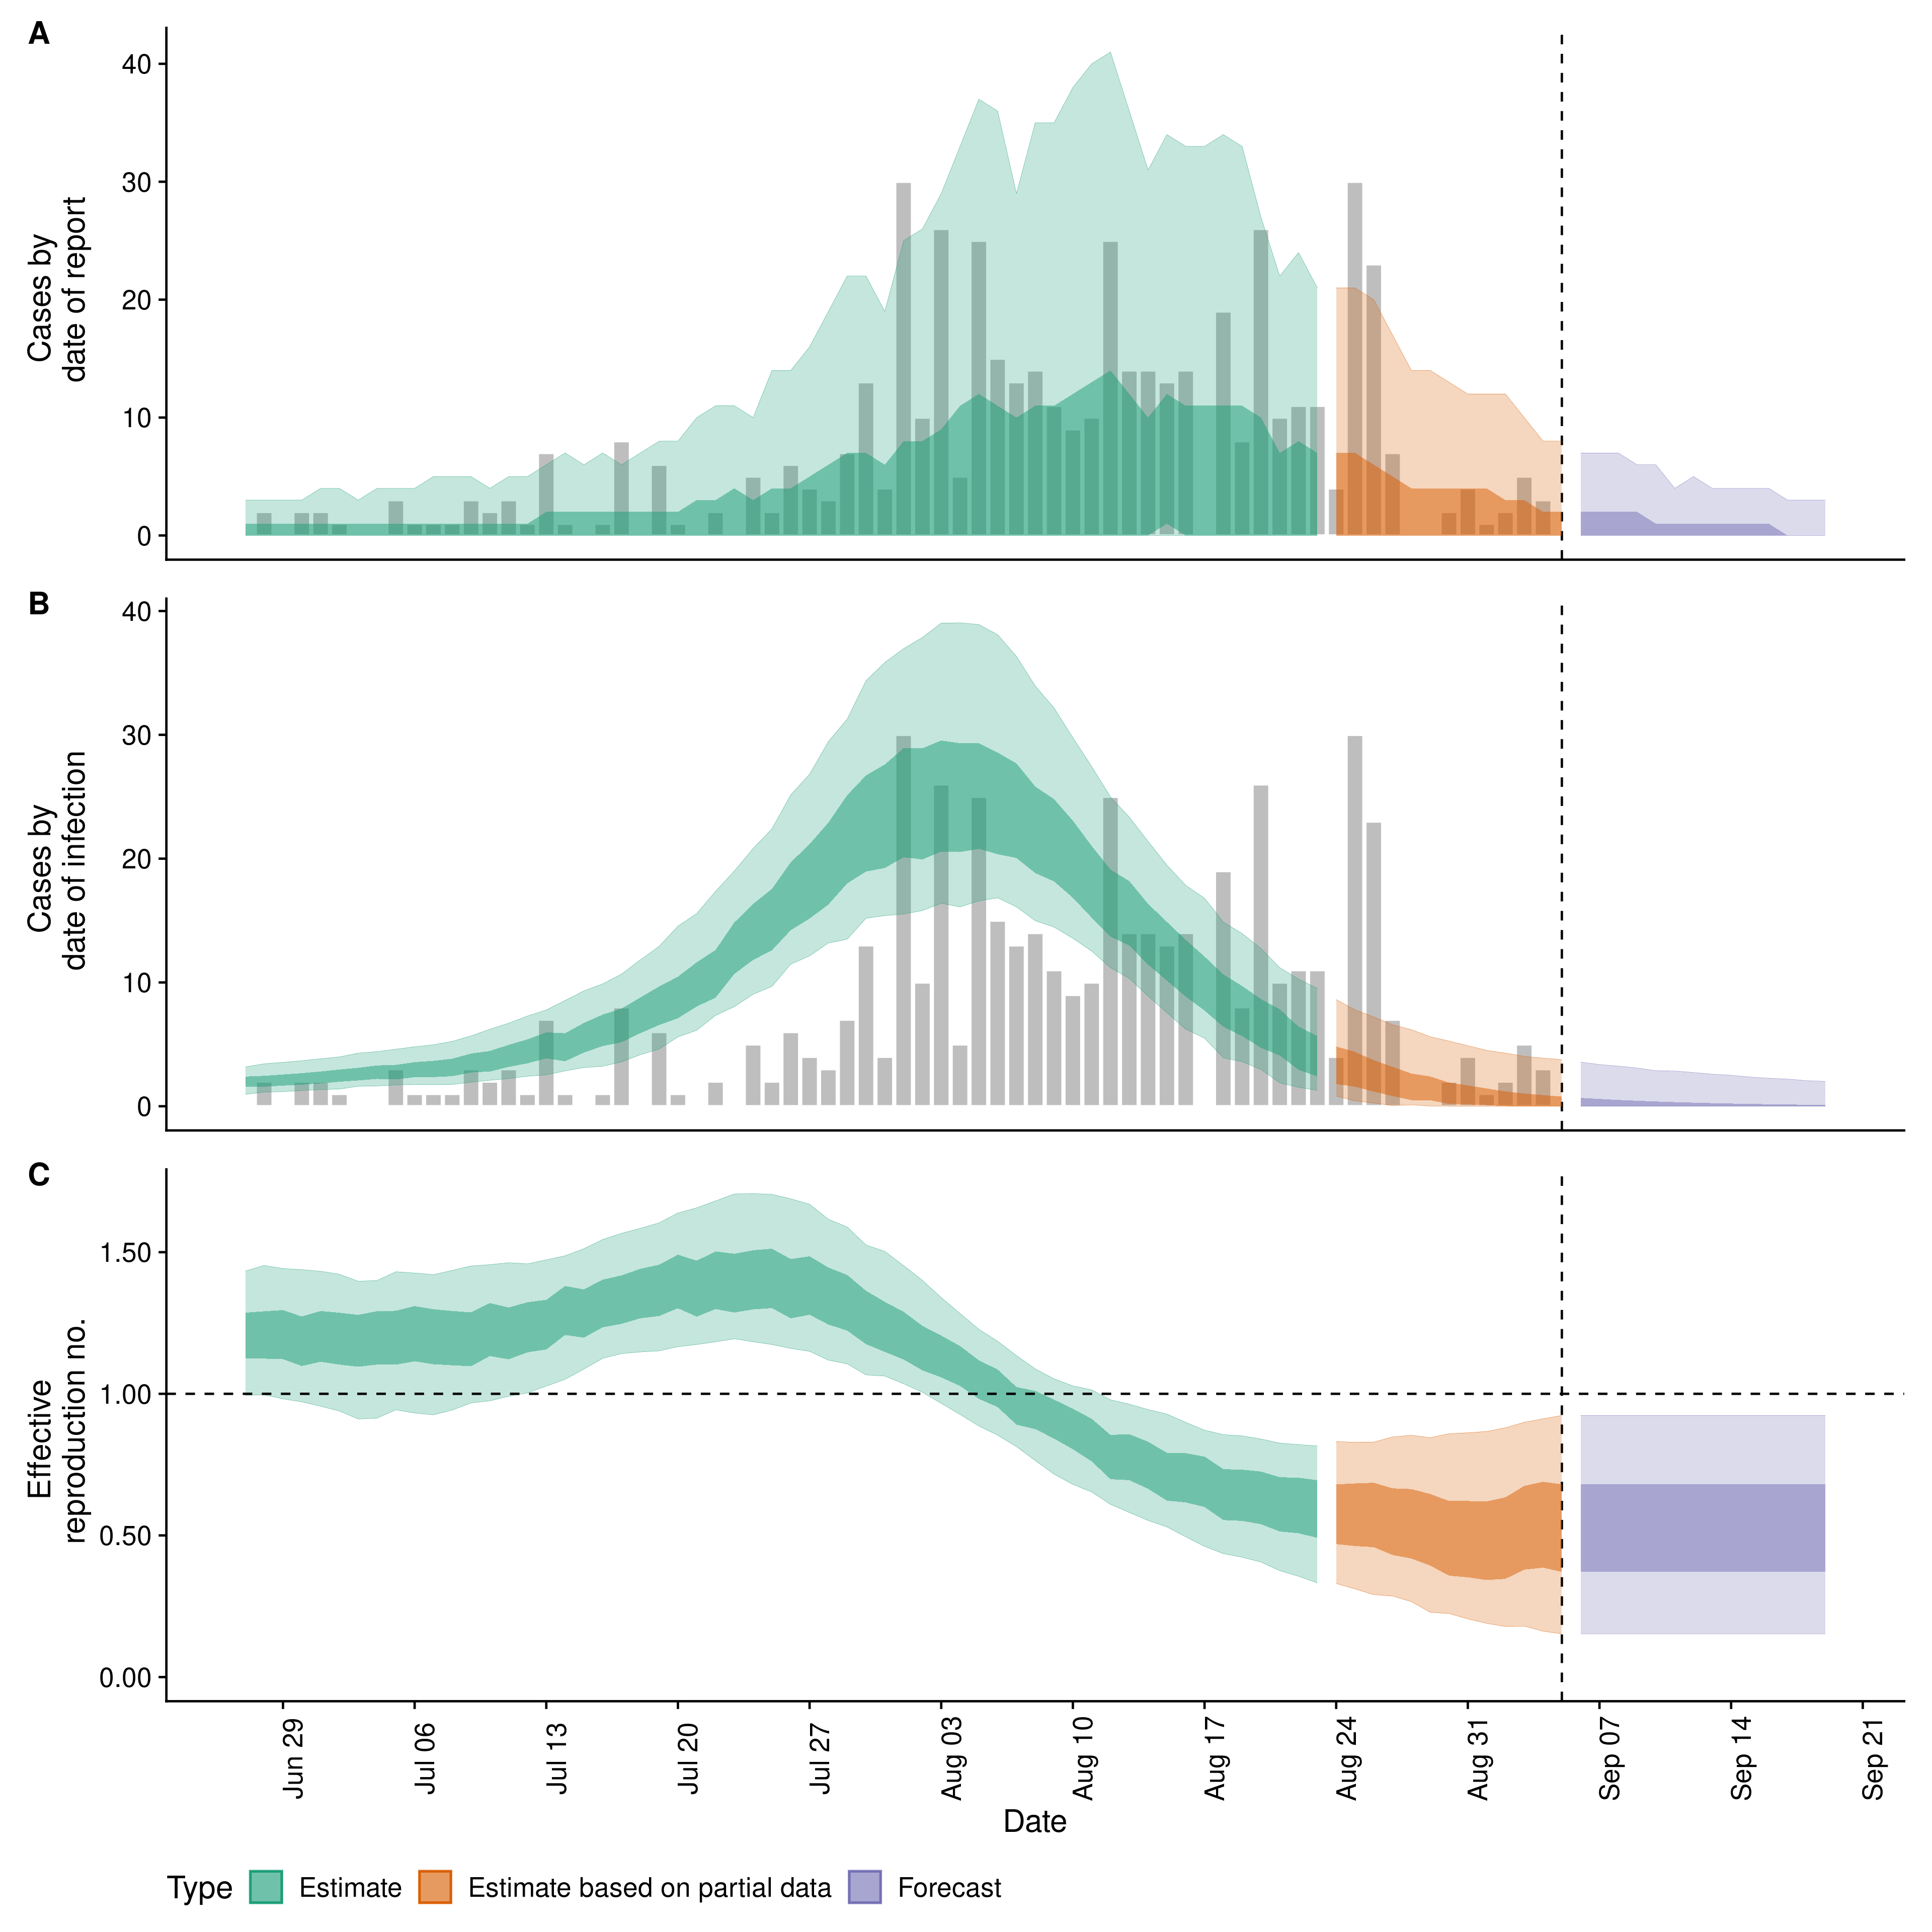 A
Cases by
date of report
40
30
20
10
0
B
Cases by
date of infection
40
30
20
10
0
C
Effective
reproduction no.
1.50
1.00
0.50
0.00
Jun 29
Jul 06
Jul 13
Jul 20
Jul 27
Aug 03
Aug 10
Aug 17
Aug 24
Aug 31
Sep 07
Sep 14
Sep 21
Date
Type Estimate Estimate based on partial data Forecast